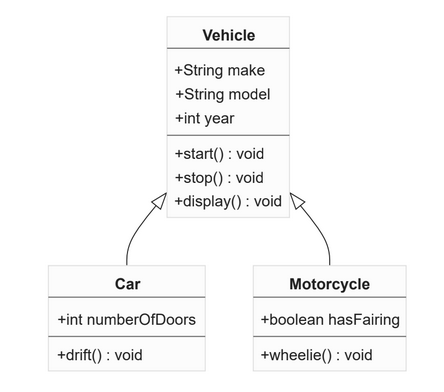 Vehicle
+String make
+String model
+int year
+start() : void
+stop() : void
+display() : void
Car
+int numberOfDoors
+drift() : void
Motorcycle
+boolean hasFairing
+wheelie() : void